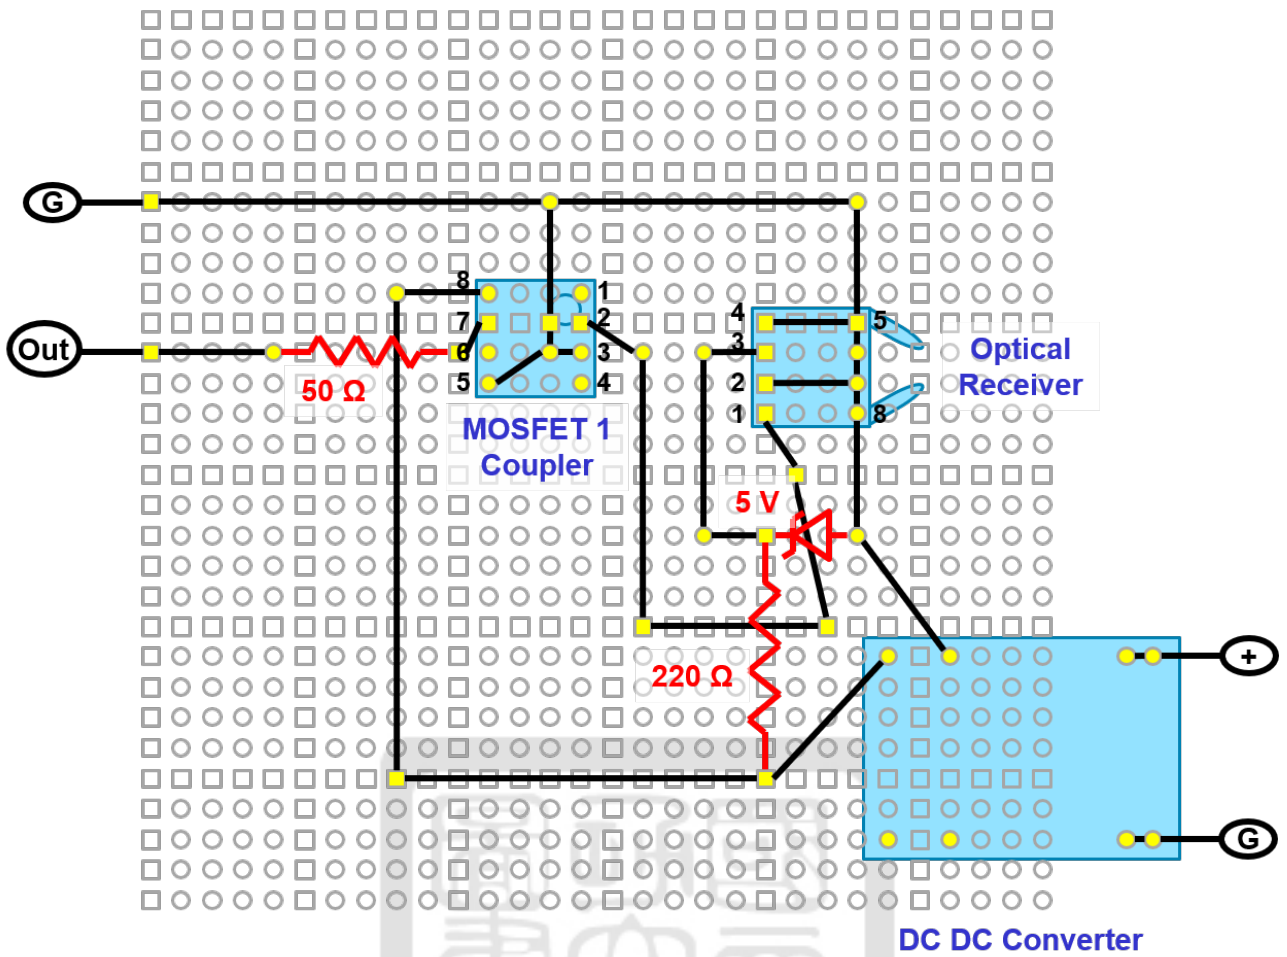 G
8
1
7
2
Out
6
3
5
4
50 Ω
MOSFET 1
Coupler
4
5
3
2
1
8
Optical
Receiver
5 V
220 Ω
+
G
DC DC Converter